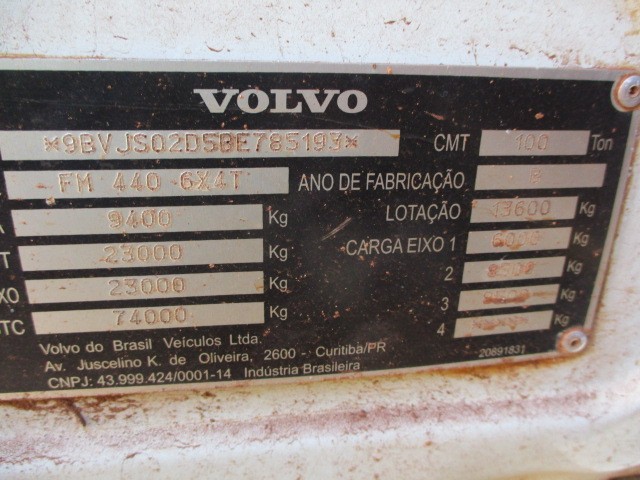 VOLVO
*9BVJS02D5BE785193* CMT 100 Ton
FM 440 6X4T ANO DE FABRICAÇÃO
9400 Kg LOTAÇÃO 13600 Kg
23000 Kg CARGA EIXO 1 6000 Kg
23000 Kg 2 Kg
74000 Kg 3 Kg
4 Kg
Volvo do Brasil Veículos Ltda.
Av. Juscelino K. de Oliveira, 2600 - Curitiba/PR
CNPJ: 43.999.424/0001-14 Indústria Brasileira
20891831